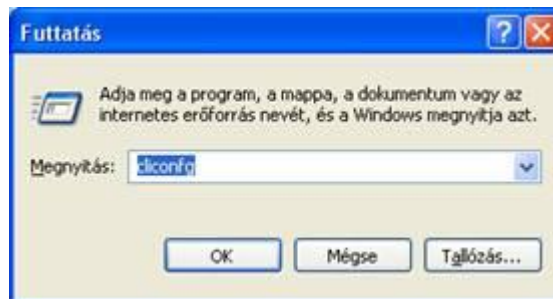 Futtatás
Adja meg a program, a mappa, a dokumentum vagy az
internetes erőforrás nevét, és a Windows megnyitja azt.
Megnyitás: cliconfg
OK Mégse Tallózás...